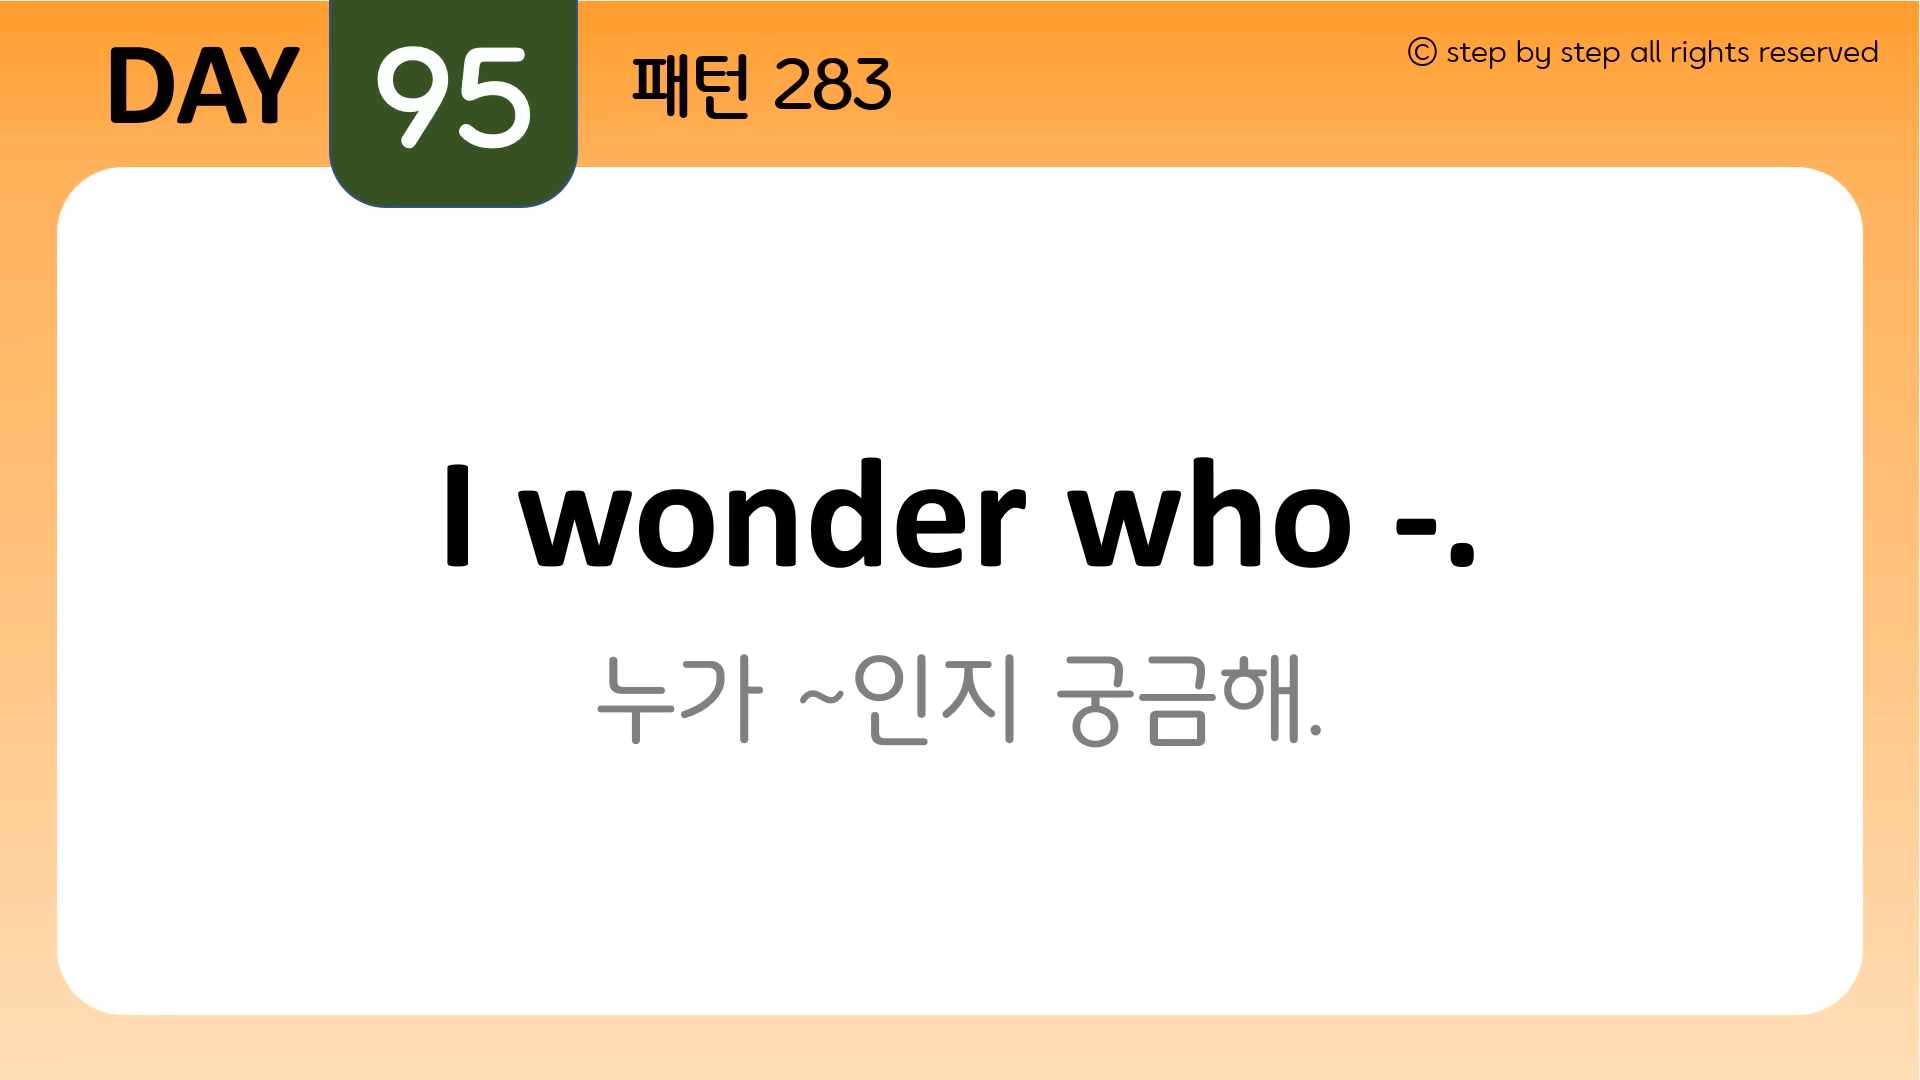 DAY 95 패턴 283
© step by step all rights reserved
I wonder who -.
누가 ~인지 궁금해.